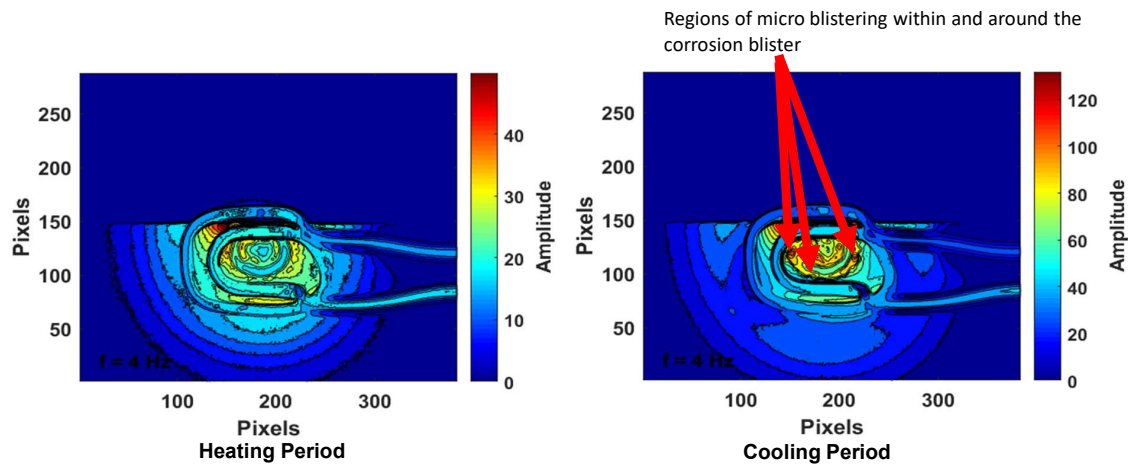 Regions of micro blistering within and around the
corrosion blister
250
200
150
100
50
Pixels
100
200
300
Pixels
f = 4 Hz
40
30
20
10
0
Amplitude
Heating Period
250
200
150
100
50
Pixels
100
200
300
Pixels
f = 4 Hz
120
100
80
60
40
20
0
Amplitude
Cooling Period